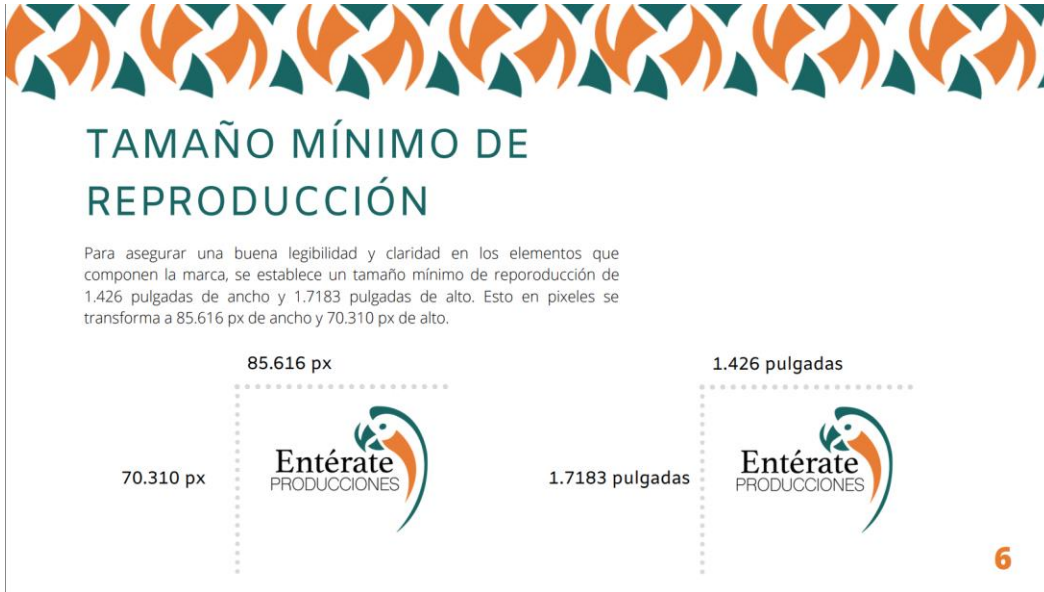 TAMAÑO MÍNIMO DE
REPRODUCCIÓN
Para asegurar una buena legibilidad y claridad en los elementos que
componen la marca, se establece un tamaño mínimo de reporoducción de
1.426 pulgadas de ancho y 1.7183 pulgadas de alto. Esto en pixeles se
transforma a 85.616 px de ancho y 70.310 px de alto.
85.616 px
70.310 px
Entérate
PRODUCCIONES
1.426 pulgadas
1.7183 pulgadas
Entérate
PRODUCCIONES
6